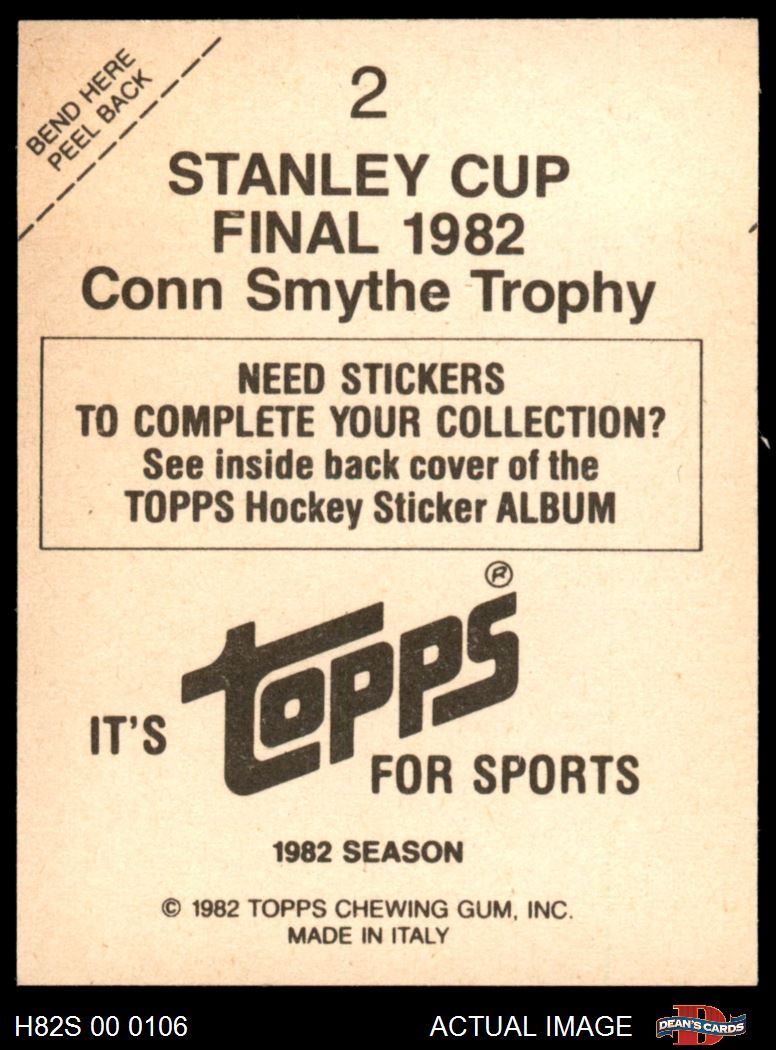 BEND HERE
PEEL BACK
2
STANLEY CUP
FINAL 1982
Conn Smythe Trophy
NEED STICKERS
TO COMPLETE YOUR COLLECTION?
See inside back cover of the
TOPPS Hockey Sticker ALBUM
®
topps
IT'S
FOR SPORTS
1982 SEASON
© 1982 TOPPS CHEWING GUM, INC.
MADE IN ITALY
H82S 00 0106
ACTUAL IMAGE
D
DEAN'S CARDS